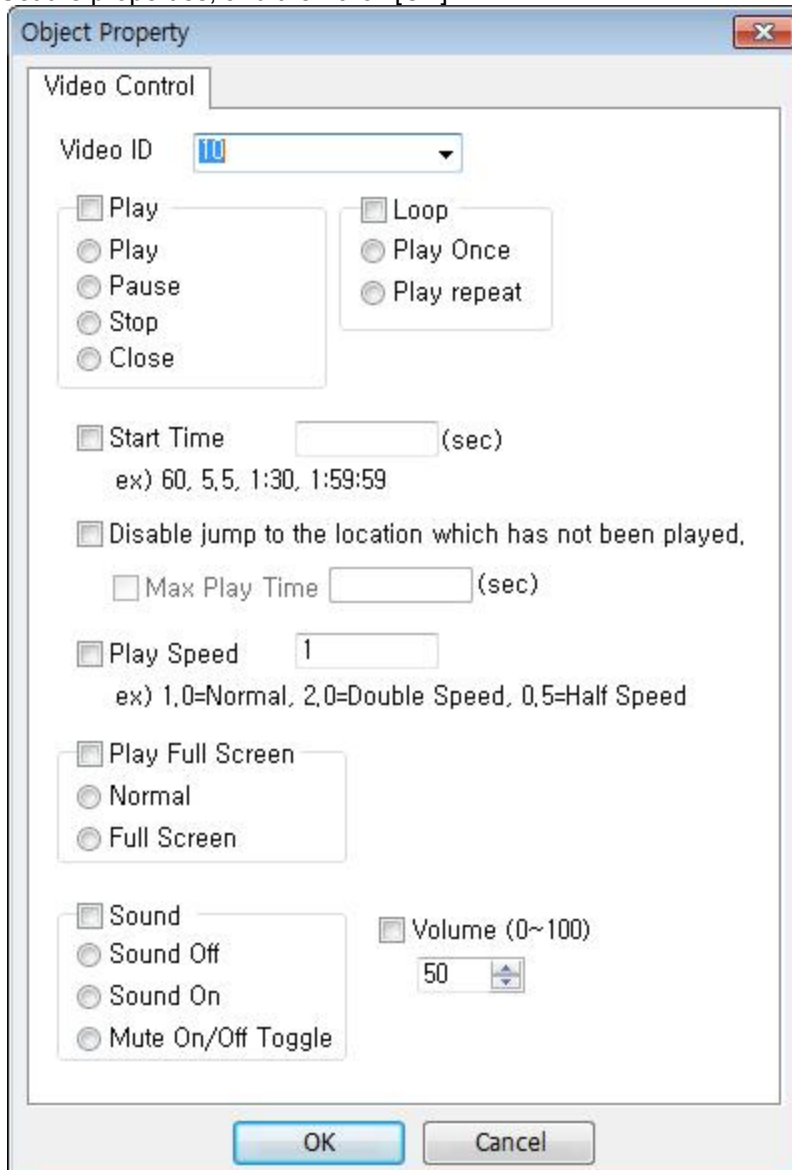 Object Property
Video Control
Video ID 10
Play
Play
Pause
Stop
Close
Loop
Play Once
Play repeat
Start Time (sec)
ex) 60, 5.5, 1:30, 1:59:59
Disable jump to the location which has not been played.
Max Play Time (sec)
Play Speed 1
ex) 1.0=Normal, 2.0=Double Speed, 0.5=Half Speed
Play Full Screen
Normal
Full Screen
Sound
Sound Off
Sound On
Mute On/Off Toggle
Volume (0~100)
50
OK Cancel